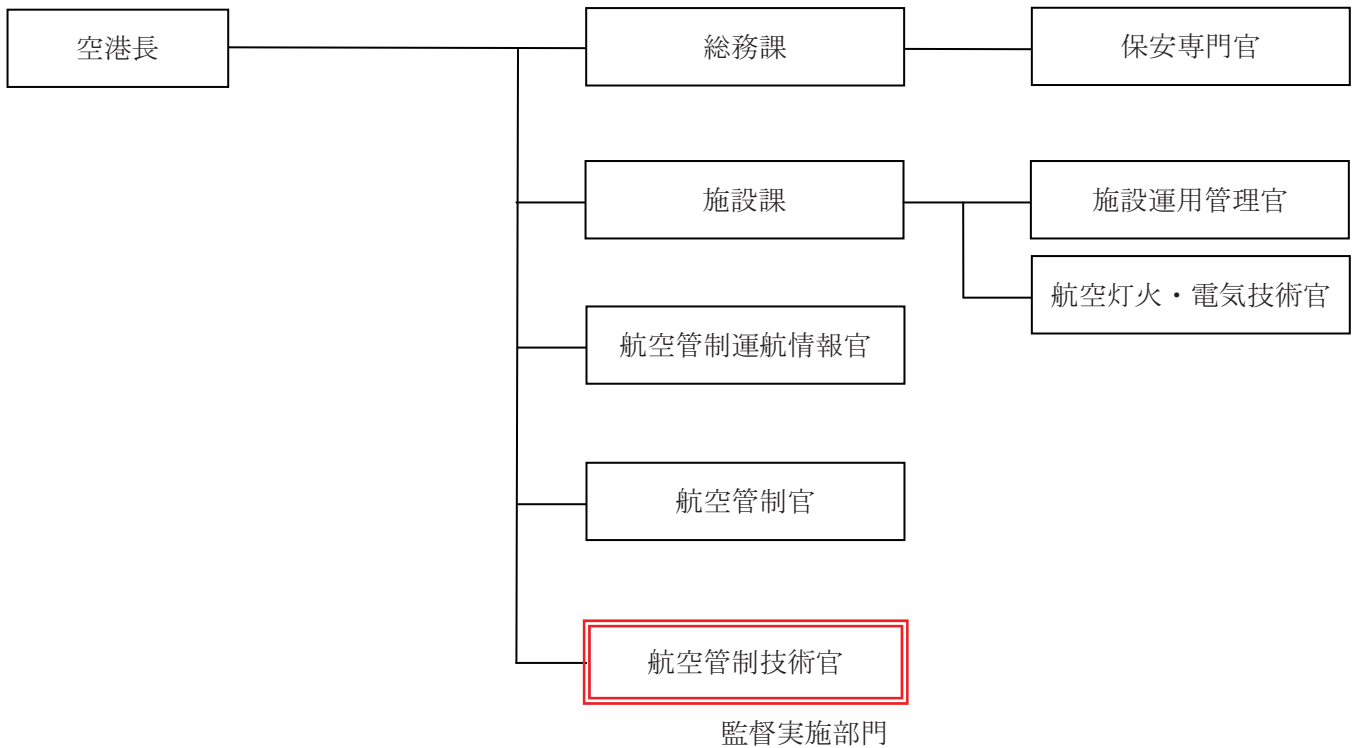 空港長
総務課
保安専門官
施設課
施設運用管理官
航空灯火・電気技術官
航空管制運航情報官
航空管制官
航空管制技術官
監督実施部門